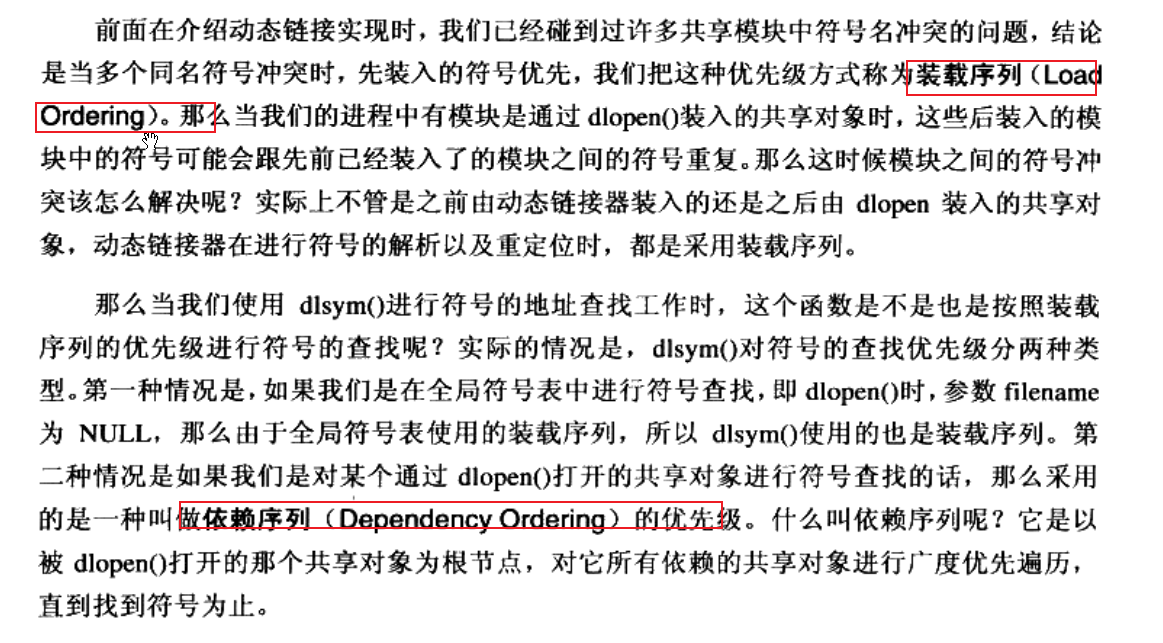 前面在介绍动态链接实现时，我们已经碰到过许多共享模块中符号名冲突的问题，结论
是当多个同名符号冲突时，先装入的符号优先，我们把这种优先级方式称为装载序列（Load
Ordering）。那么当我们的进程中有模块是通过 dlopen()装入的共享对象时，这些后装入的模
块中的符号可能会跟先前已经装入了的模块之间的符号重复。那么这时候模块之间的符号冲
突该怎么解决呢？实际上不管是之前由动态链接器装入的还是之后由 dlopen 装入的共享对
象，动态链接器在进行符号的解析以及重定位时，都是采用装载序列。
那么当我们使用 dlsym()进行符号的地址查找工作时，这个函数是不是也是按照装载
序列的优先级进行符号的查找呢？实际的情况是，dlsym()对符号的查找优先级分两种类
型。第一种情况是，如果我们是在全局符号表中进行符号查找，即 dlopen()时，参数 filename
为 NULL，那么由于全局符号表使用的装载序列，所以 dlsym()使用的也是装载序列。第
二种情况是如果我们是对某个通过 dlopen()打开的共享对象进行符号查找的话，那么采用
的是一种叫做依赖序列（Dependency Ordering）的优先级。什么叫依赖序列呢？它是以
被 dlopen()打开的那个共享对象为根节点，对它所有依赖的共享对象进行广度优先遍历，
直到找到符号为止。